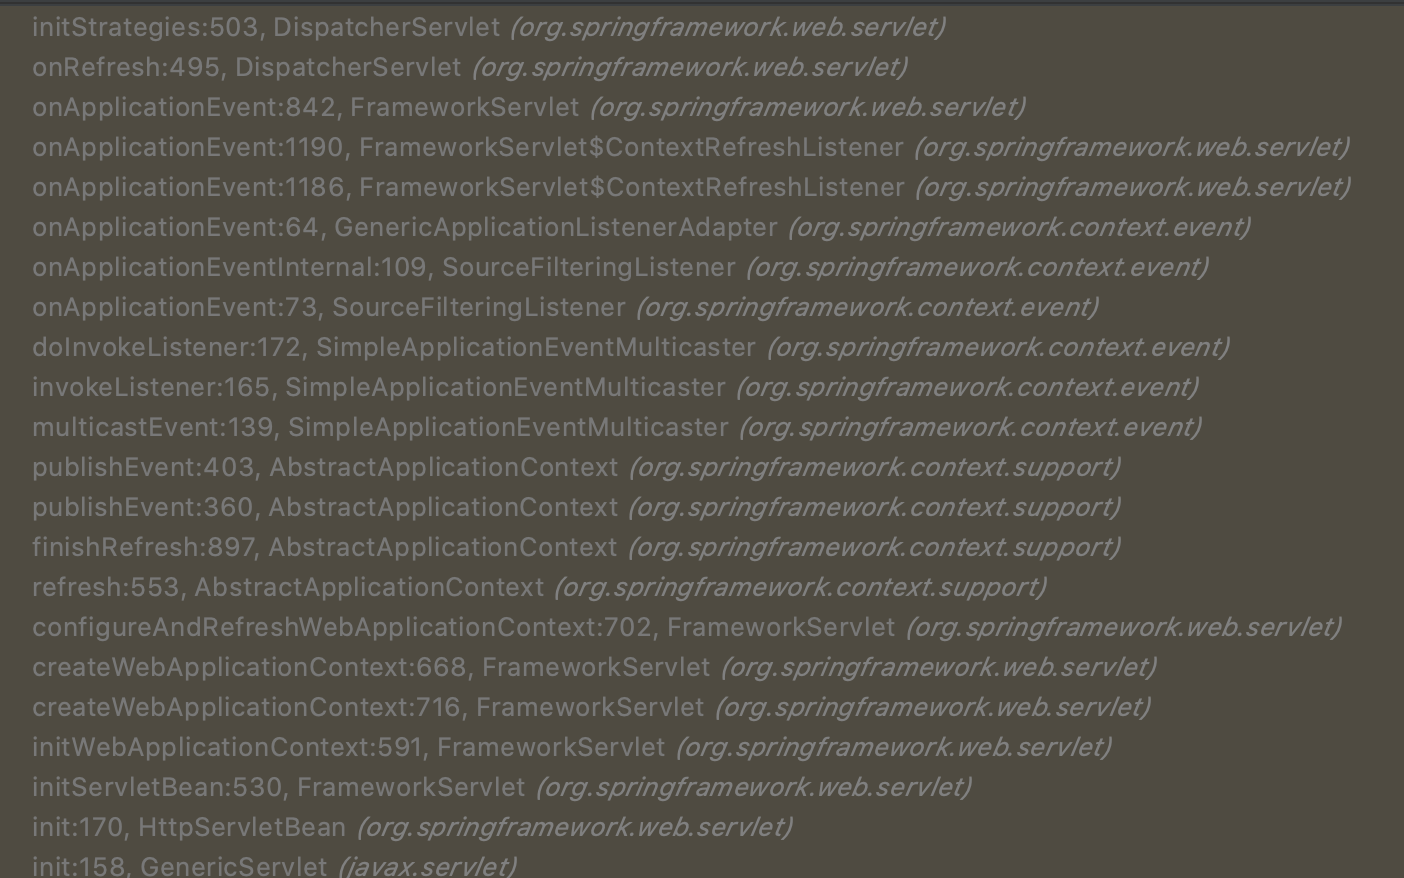 initStrategies:503, DispatcherServlet (org.springframework.web.servlet)
onRefresh:495, DispatcherServlet (org.springframework.web.servlet)
onApplicationEvent:842, FrameworkServlet (org.springframework.web.servlet)
onApplicationEvent:1190, FrameworkServlet$ContextRefreshListener (org.springframework.web.servlet)
onApplicationEvent:1186, FrameworkServlet$ContextRefreshListener (org.springframework.web.servlet)
onApplicationEvent:64, GenericApplicationListenerAdapter (org.springframework.context.event)
onApplicationEventInternal:109, SourceFilteringListener (org.springframework.context.event)
onApplicationEvent:73, SourceFilteringListener (org.springframework.context.event)
doInvokeListener:172, SimpleApplicationEventMulticaster (org.springframework.context.event)
invokeListener:165, SimpleApplicationEventMulticaster (org.springframework.context.event)
multicastEvent:139, SimpleApplicationEventMulticaster (org.springframework.context.event)
publishEvent:403, AbstractApplicationContext (org.springframework.context.support)
publishEvent:360, AbstractApplicationContext (org.springframework.context.support)
finishRefresh:897, AbstractApplicationContext (org.springframework.context.support)
refresh:553, AbstractApplicationContext (org.springframework.context.support)
configureAndRefreshWebApplicationContext:702, FrameworkServlet (org.springframework.web.servlet)
createWebApplicationContext:668, FrameworkServlet (org.springframework.web.servlet)
createWebApplicationContext:716, FrameworkServlet (org.springframework.web.servlet)
initWebApplicationContext:591, FrameworkServlet (org.springframework.web.servlet)
initServletBean:530, FrameworkServlet (org.springframework.web.servlet)
init:170, HttpServletBean (org.springframework.web.servlet)
init:158, GenericServlet (javax.servlet)